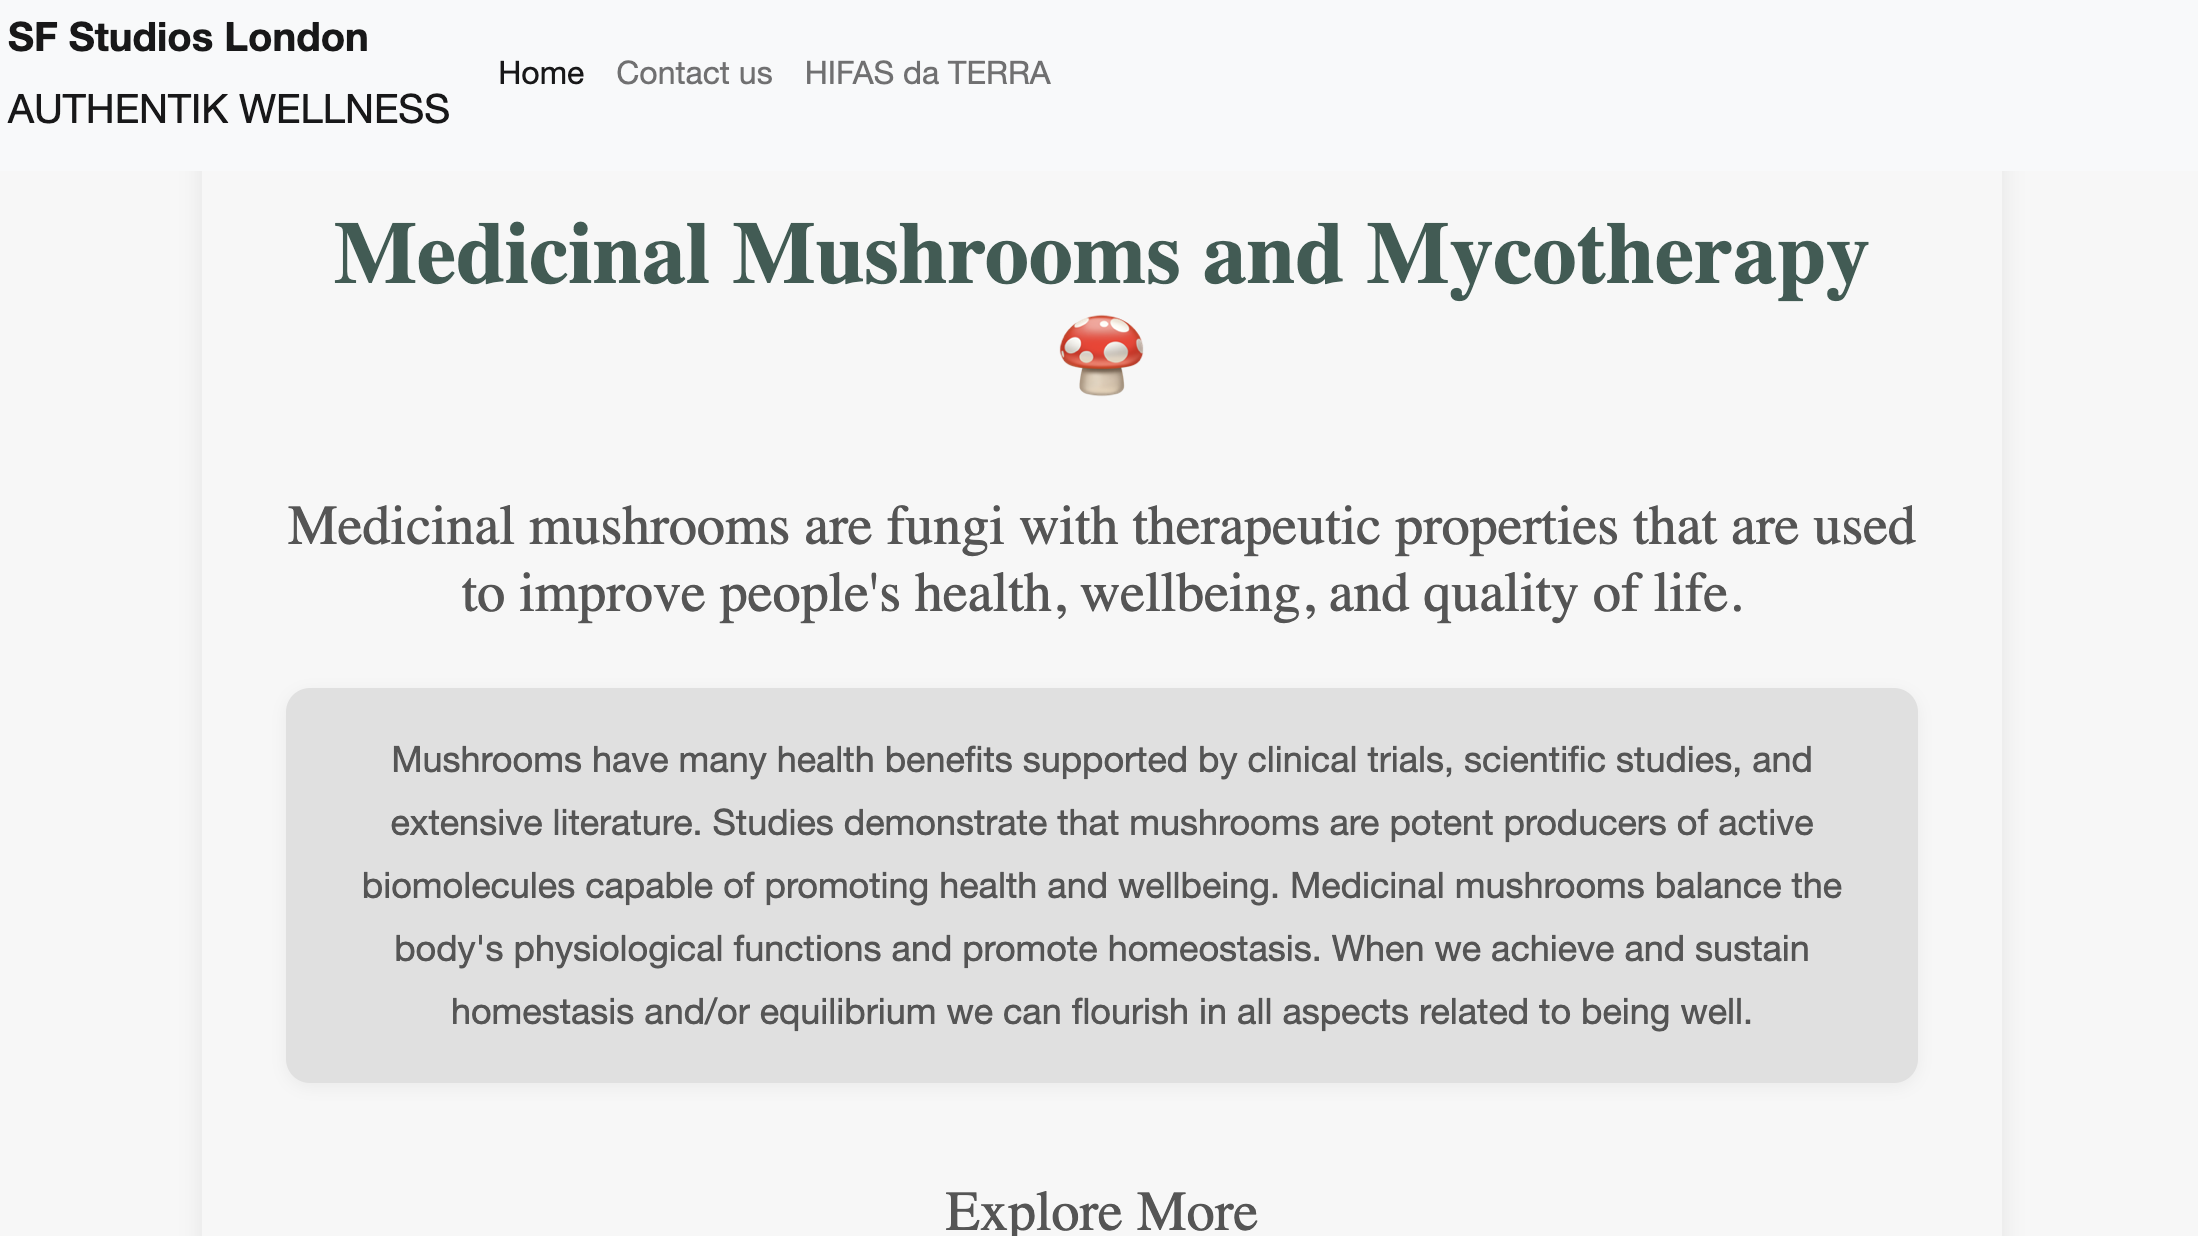 SF Studios London
AUTHENTIK WELLNESS
Home
Contact us
HIFAS da TERRA
Medicinal Mushrooms and Mycotherapy
Medicinal mushrooms are fungi with therapeutic properties that are used
to improve people's health, wellbeing, and quality of life.
Mushrooms have many health benefits supported by clinical trials, scientific studies, and
extensive literature. Studies demonstrate that mushrooms are potent producers of active
biomolecules capable of promoting health and wellbeing. Medicinal mushrooms balance the
body's physiological functions and promote homeostasis. When we achieve and sustain
homestasis and/or equilibrium we can flourish in all aspects related to being well.
Explore More